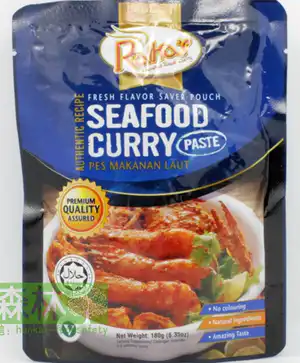 FRESH FLAVOR SAVER POUCH
AUTHENTIC RECIPE
SEAFOOD
CURRY PASTE
PES MAKANAN LAUT
PREMIUM
QUALITY
ASSURED
حلال
No colouring
Natural Ingredients
Amazing Taste
Net Weight: 180g (6.35oz)